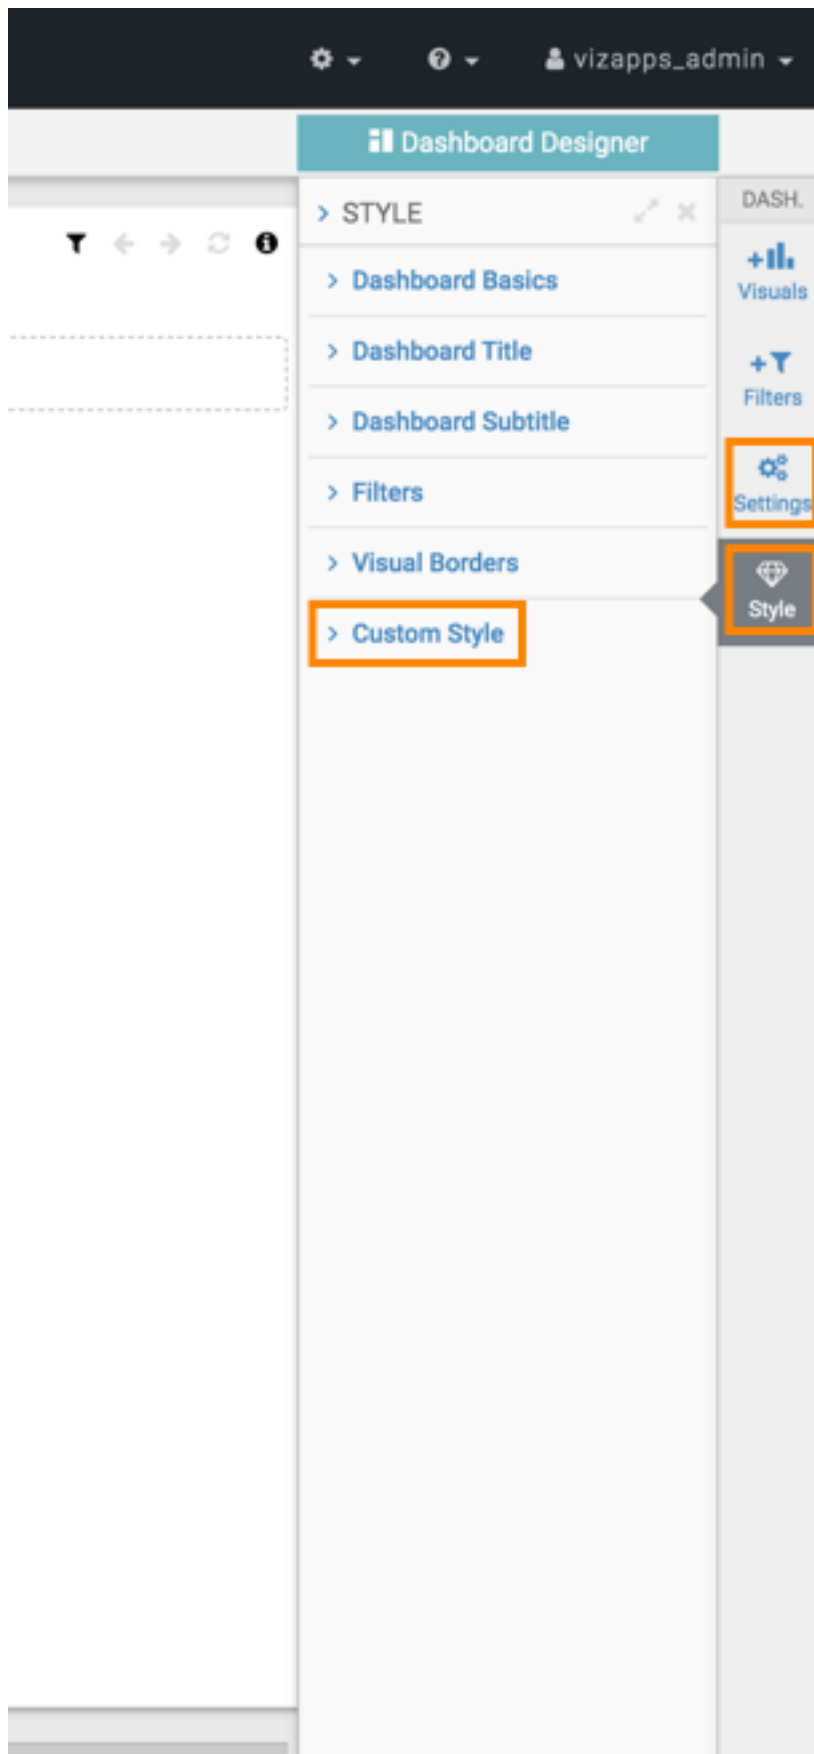 vizapps_admin
Dashboard Designer
STYLE
Dashboard Basics
Dashboard Title
Dashboard Subtitle
Filters
Visual Borders
Custom Style
DASH.
Visuals
Filters
Settings
Style